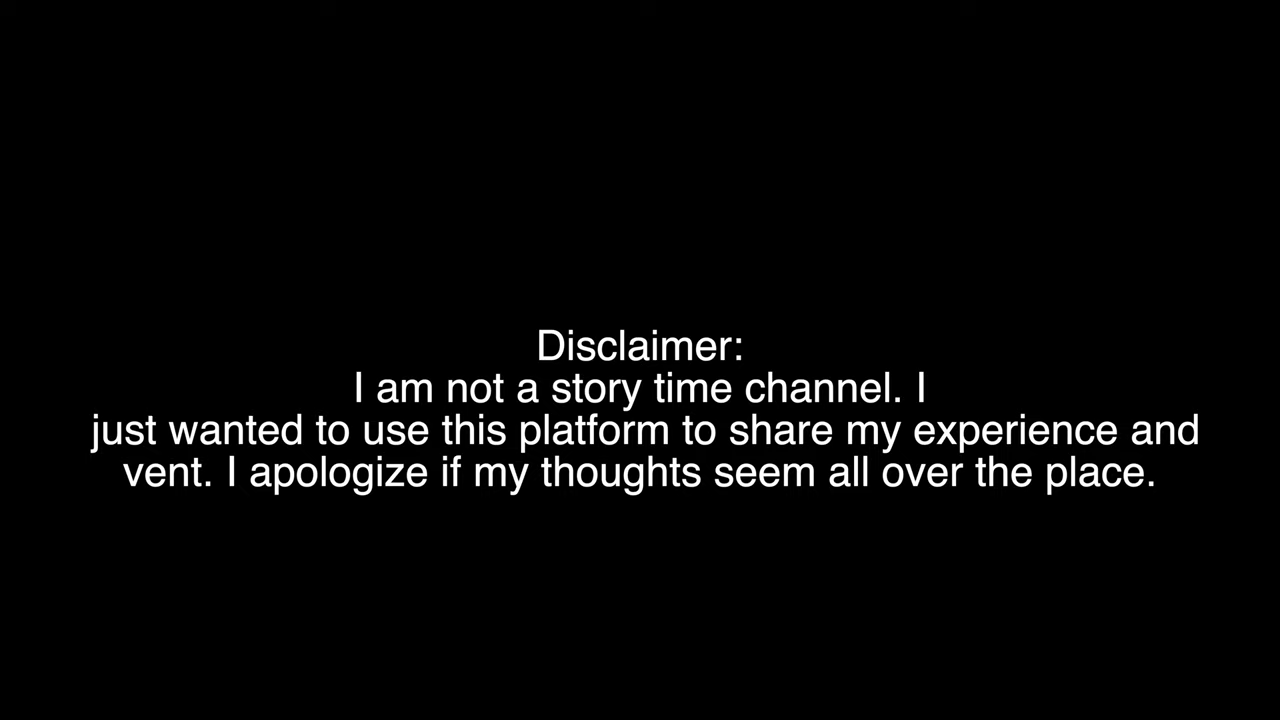 Disclaimer:
I am not a story time channel. I
just wanted to use this platform to share my experience and
vent. I apologize if my thoughts seem all over the place.